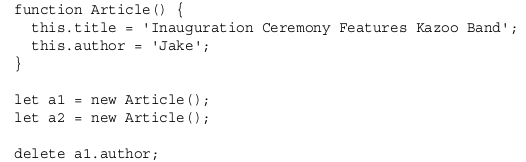 function Article() {
  this.title = 'Inauguration Ceremony Features Kazoo Band';
  this.author = 'Jake';
}

let a1 = new Article();
let a2 = new Article();

delete a1.author;